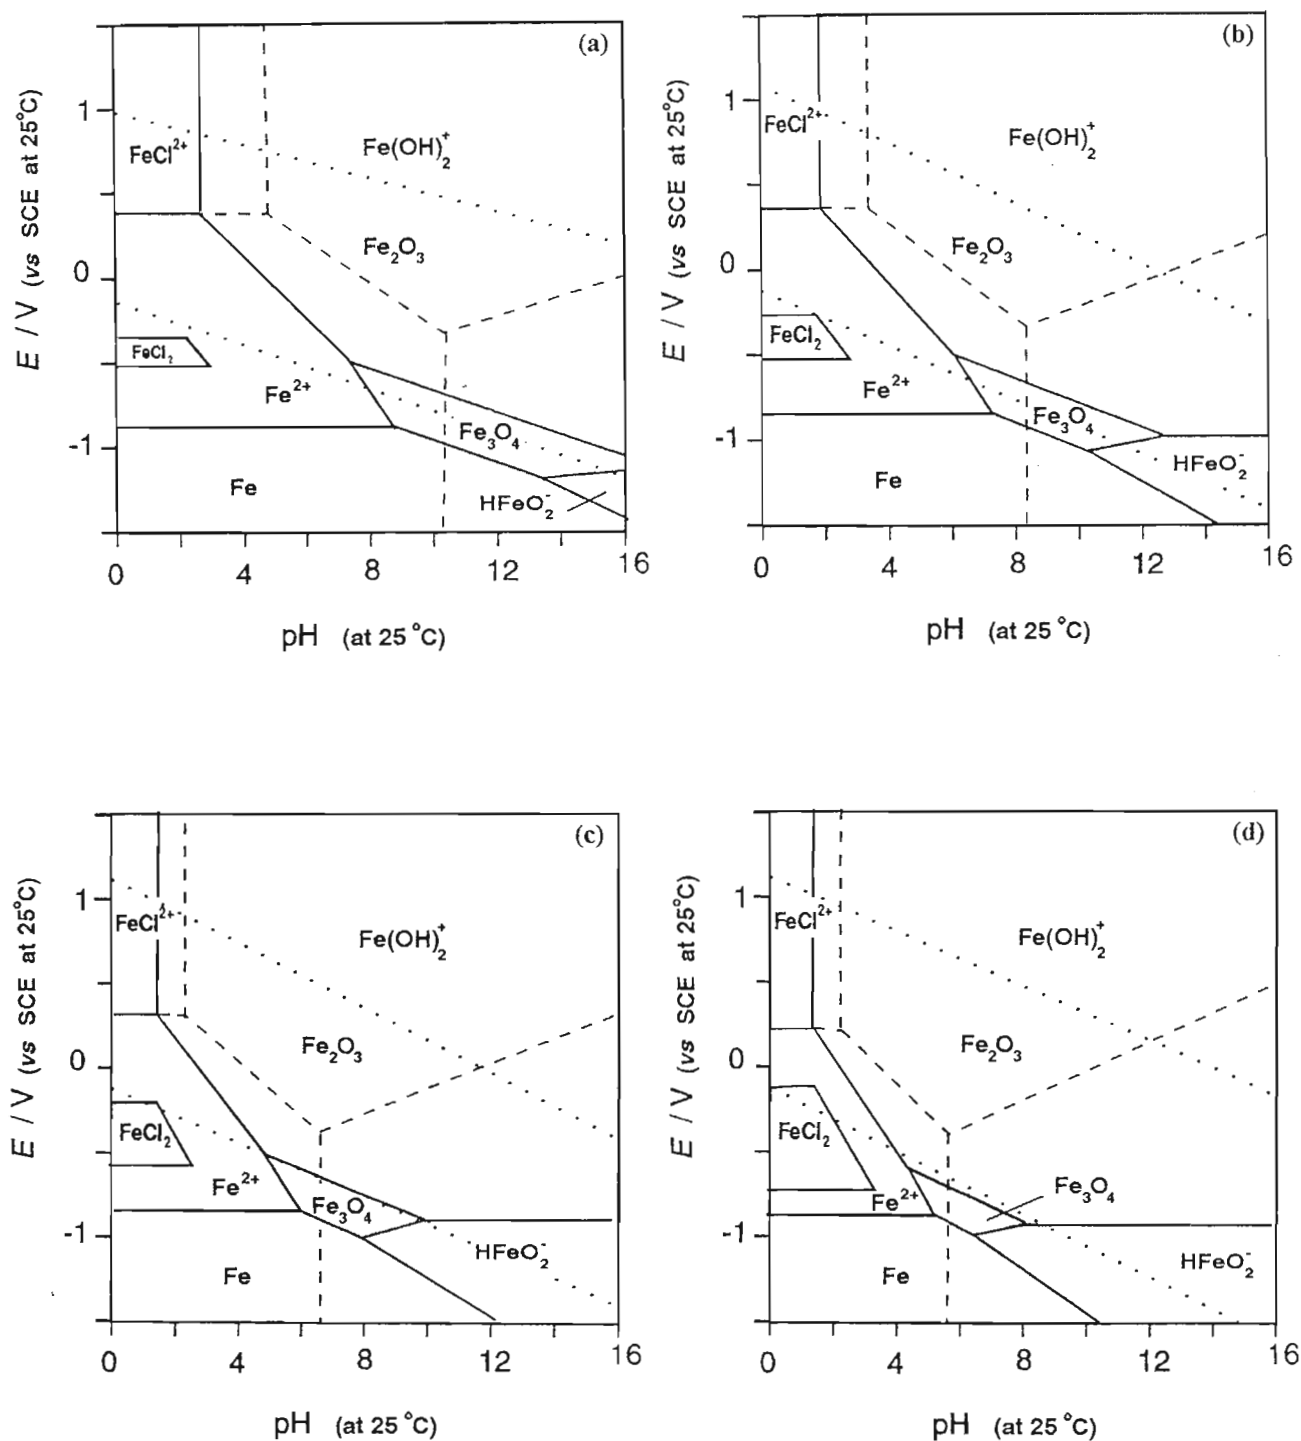 (a)
E / V (vs SCE at 25°C)
1
0
-1
FeCl²⁺
Fe(OH)₂⁺
Fe₂O₃
FeCl₂
Fe²⁺
Fe₃O₄
Fe
HFeO₂⁻
0 4 8 12 16
pH (at 25 °C)
(b)
E / V (vs SCE at 25°C)
1
0
-1
FeCl²⁺
Fe(OH)₂⁺
Fe₂O₃
FeCl₂
Fe²⁺
Fe₃O₄
HFeO₂⁻
Fe
0 4 8 12 16
pH (at 25 °C)
(c)
E / V (vs SCE at 25°C)
1
0
-1
FeCl²⁺
Fe(OH)₂⁺
Fe₂O₃
FeCl₂
Fe²⁺
Fe₃O₄
HFeO₂⁻
Fe
0 4 8 12 16
pH (at 25 °C)
(d)
E / V (vs SCE at 25°C)
1
0
-1
FeCl²⁺
Fe(OH)₂⁺
Fe₂O₃
FeCl₂
Fe₃O₄
Fe²⁺
HFeO₂⁻
Fe
0 4 8 12 16
pH (at 25 °C)